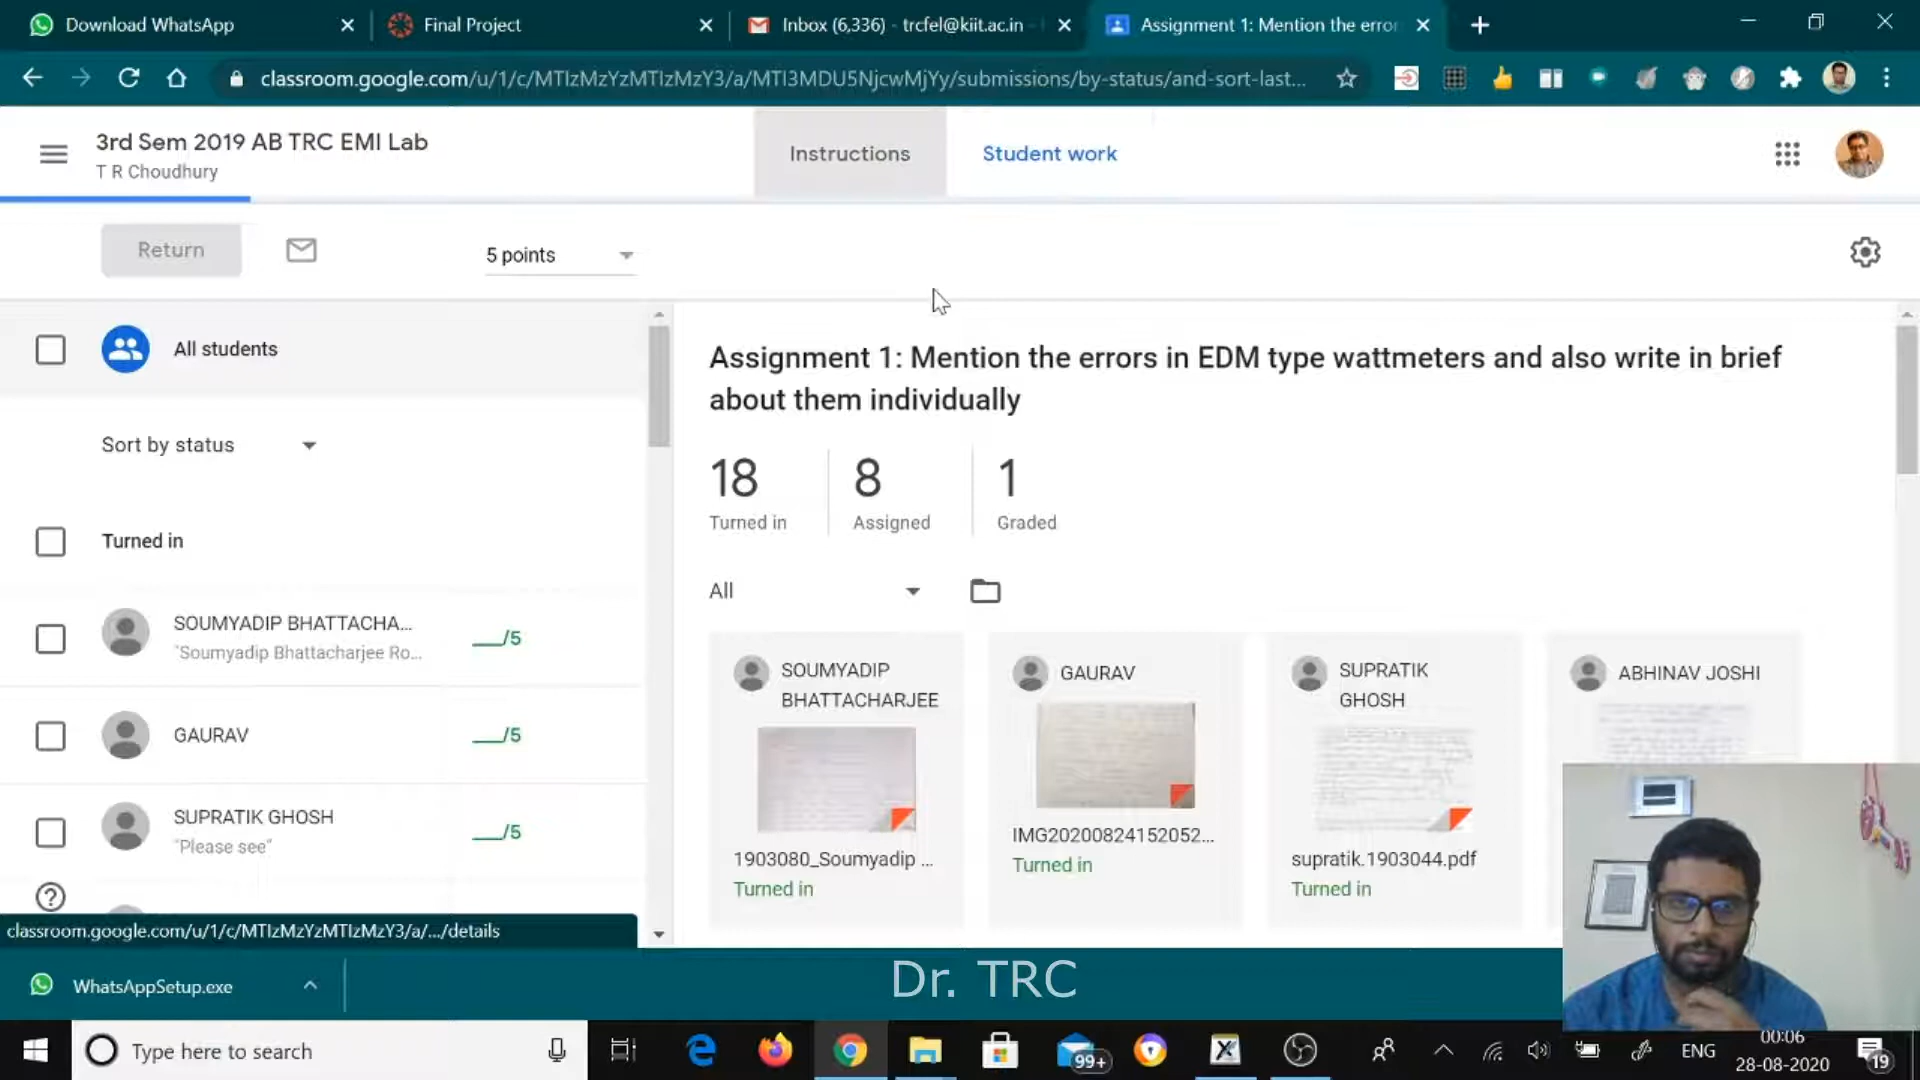 Download WhatsApp
Final Project
Inbox (6,336) - trcfel@kiit.ac.in -
Assignment 1: Mention the error
classroom.google.com/u/1/c/MTIzMzYzMTIzMzY3/a/MTI3MDU5NjcwMjYy/submissions/by-status/and-sort-last...
3rd Sem 2019 AB TRC EMI Lab
T R Choudhury
Instructions
Student work
Return
5 points
All students
Sort by status
Turned in
SOUMYADIP BHATTACHA...
"Soumyadip Bhattacharjee Ro...
__/5
GAURAV
__/5
SUPRATIK GHOSH
"Please see"
__/5
Assignment 1: Mention the errors in EDM type wattmeters and also write in brief
about them individually
18
Turned in
8
Assigned
1
Graded
All
SOUMYADIP
BHATTACHARJEE
1903080_Soumyadip ...
Turned in
GAURAV
IMG20200824152052...
Turned in
SUPRATIK
GHOSH
supratik.1903044.pdf
Turned in
ABHINAV JOSHI
classroom.google.com/u/1/c/MTIzMzYzMTIzMzY3/a/.../details
WhatsAppSetup.exe
Dr. TRC
Type here to search
99+
ENG
00:06
28-08-2020
19